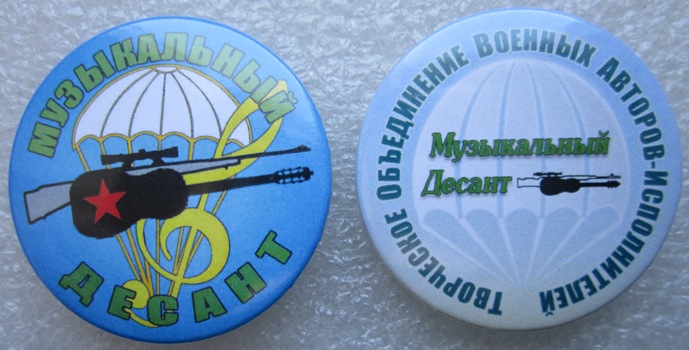 МУЗЫКАЛЬНЫЙ
ДЕСАНТ
ТВОРЧЕСКОЕ ОБЪЕДИНЕНИЕ ВОЕННЫХ АВТОРОВ-ИСПОЛНИТЕЛЕЙ
Музыкальный
Десант